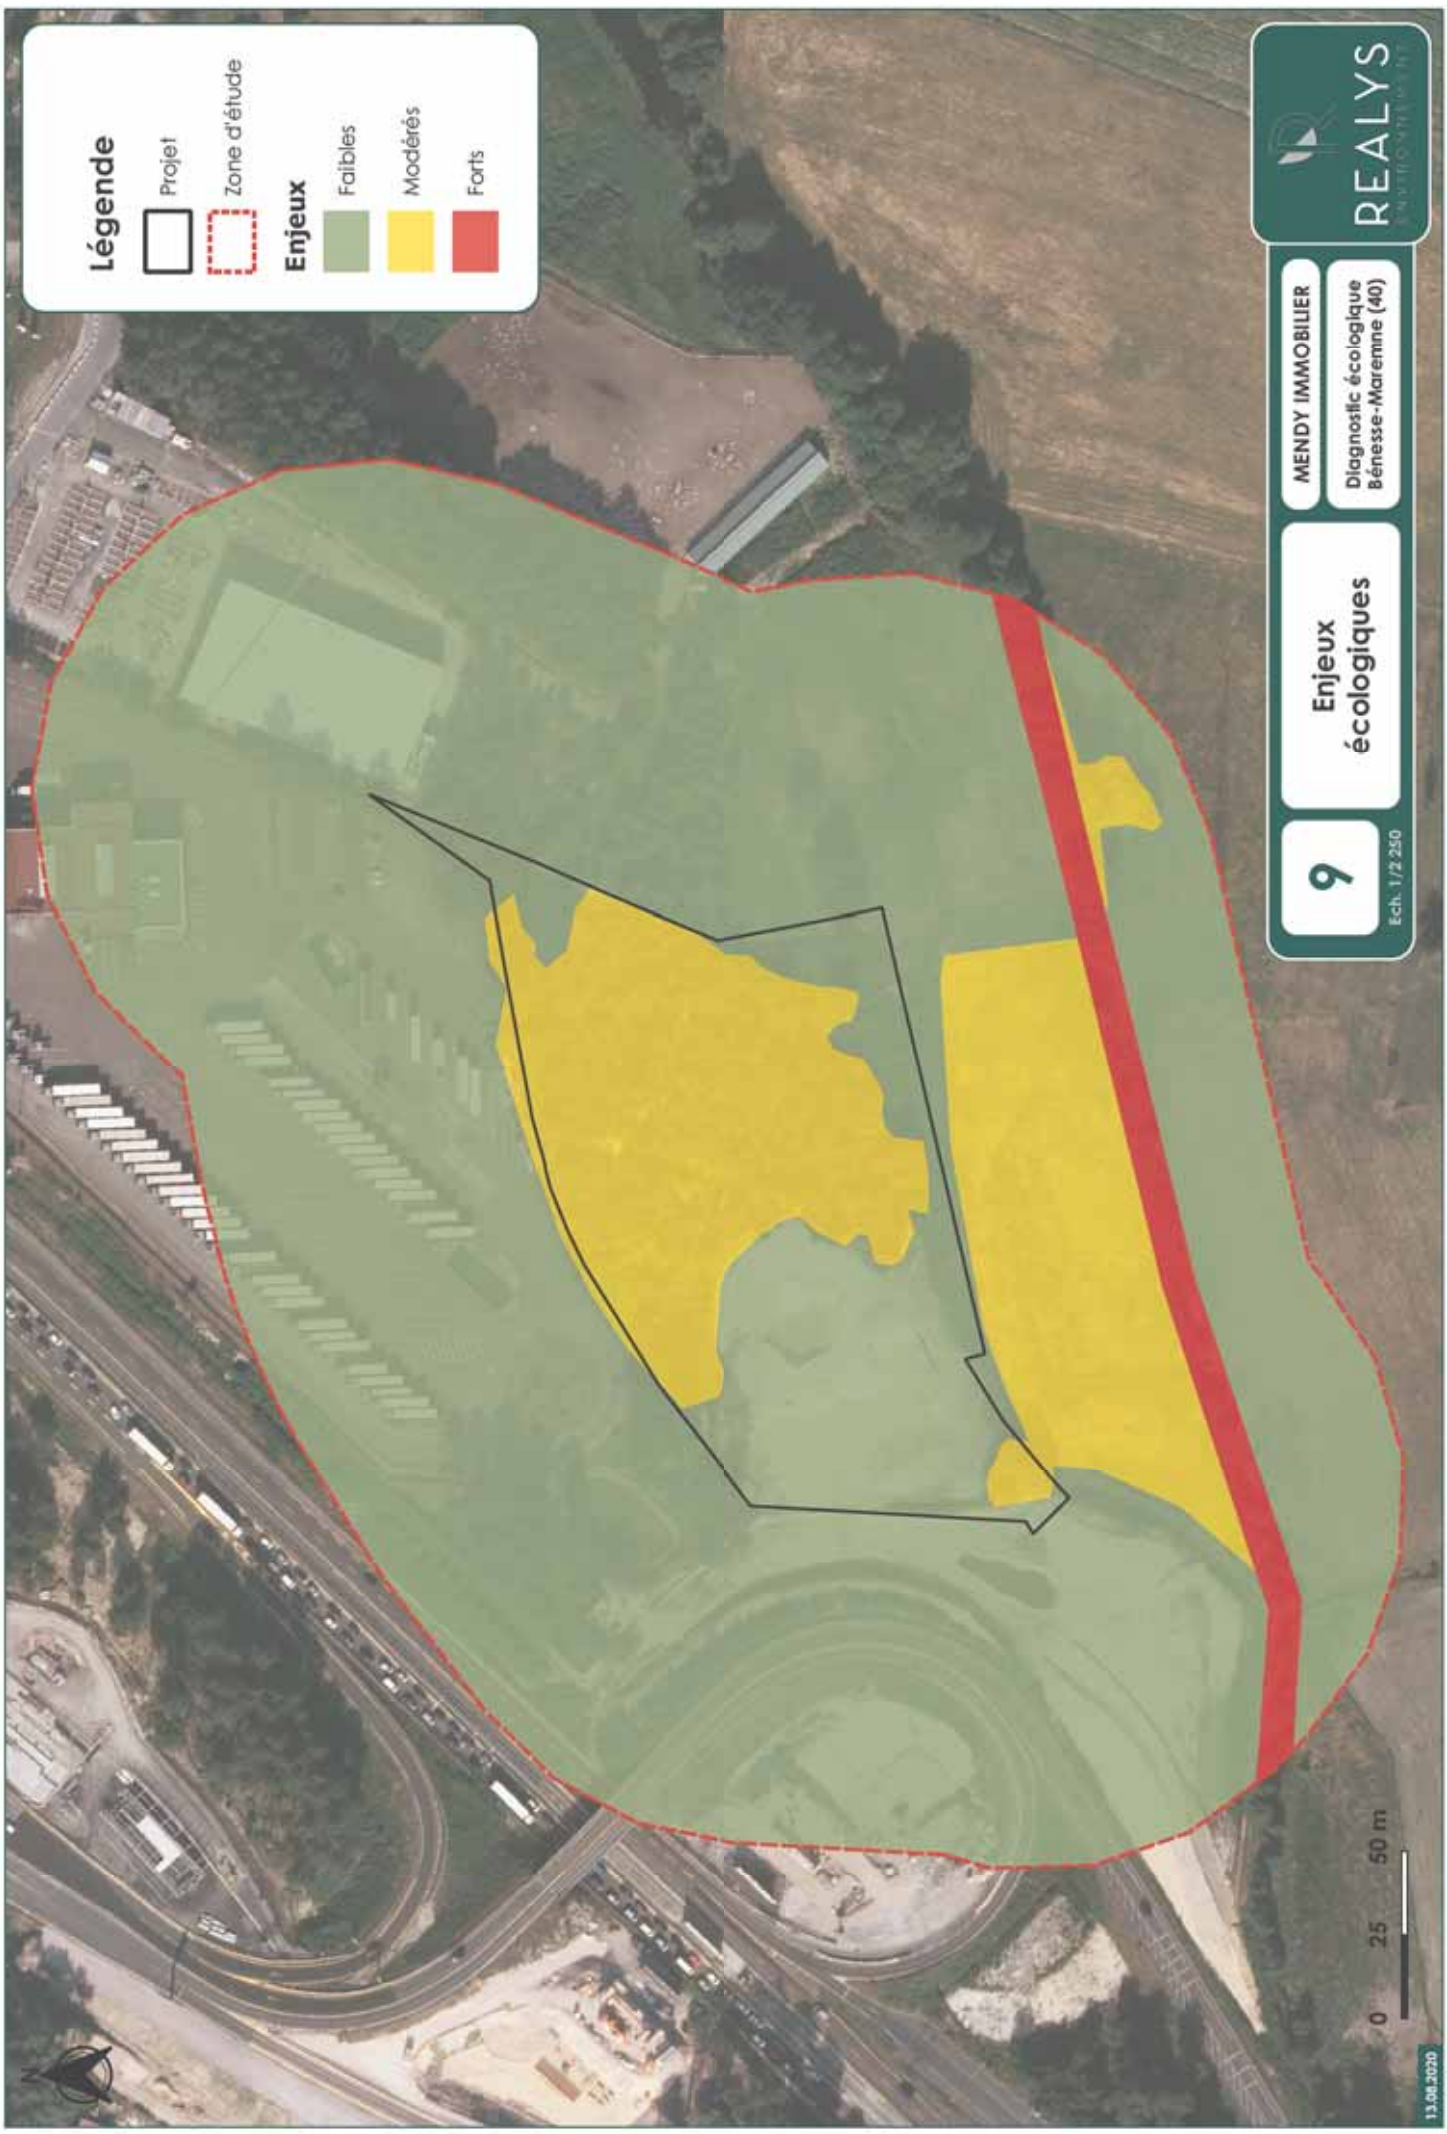 Légende
Projet
Zone d'étude
Enjeux
Faibles
Modérés
Forts
REALYS
ENVIRONNEMENT
MENDY IMMOBILIER
Diagnostic écologique
Bénesse-Maremne (40)
Enjeux
écologiques
9
Ech. 1/2 250
0 25 50 m
13.08.2020